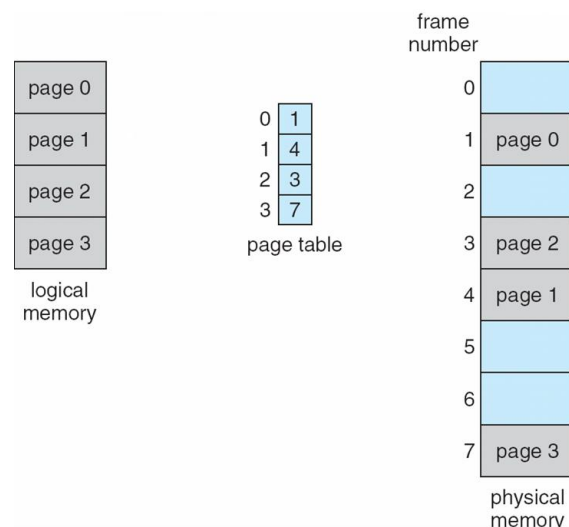 frame
number
page 0
page 1
page 2
page 3
logical
memory
0 1
1 4
2 3
3 7
page table
0
1 page 0
2
3 page 2
4 page 1
5
6
7 page 3
physical
memory